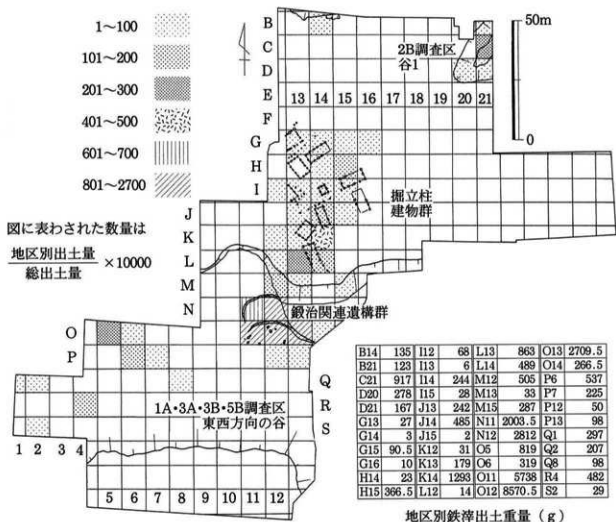 1～100
101～200
201～300
401～500
601～700
801～2700
図に表わされた数量は
地区別出土量
総出土量
×10000
B
C
D
E
F
G
H
I
J
K
L
M
N
O
P
Q
R
S
13 14 15 16 17 18 19 20 21
2B調査区
谷1
50m
0
掘立柱
建物群
鍛冶関連遺構群
1A・3A・3B・5B調査区
東西方向の谷
1 2 3 4
5 6 7 8 9 10 11 12
B14 135 I12 68 L13 863 O13 2709.5
B21 123 I13 6 L14 489 O14 266.5
C21 917 I14 244 M12 505 P6 537
D20 278 I15 28 M13 33 P7 225
D21 167 J13 242 M15 287 P12 50
G13 27 J14 485 N11 2003.5 P13 98
G14 3 J15 2 N12 2812 Q1 297
G15 90.5 K12 31 O5 819 Q2 207
G16 10 K13 179 O6 319 Q8 98
H14 23 K14 1293 O11 5738 R4 482
H15 366.5 L12 14 O12 8570.5 S2 29
地区別鉄滓出土重量（g）